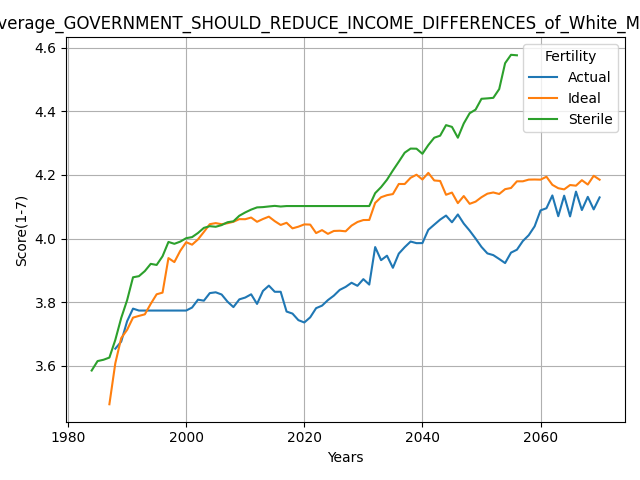 verage_GOVERNMENT_SHOULD_REDUCE_INCOME_DIFFERENCES_of_White_M
Fertility
Actual
Ideal
Sterile
Score(1-7)
4.6
4.4
4.2
4.0
3.8
3.6
1980 2000 2020 2040 2060
Years